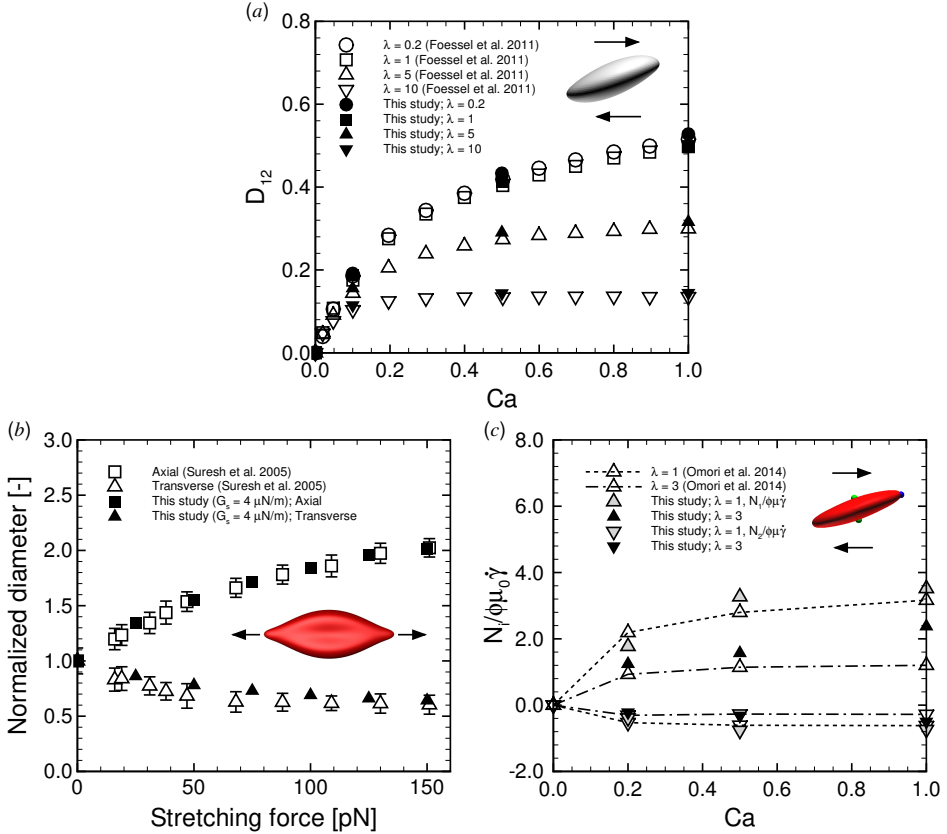 (a)
λ = 0.2 (Foessel et al. 2011)
λ = 1 (Foessel et al. 2011)
λ = 5 (Foessel et al. 2011)
λ = 10 (Foessel et al. 2011)
This study; λ = 0.2
This study; λ = 1
This study; λ = 5
This study; λ = 10
0.8
0.6
0.4
0.2
0.0
D₁₂
0.0 0.2 0.4 0.6 0.8 1.0
Ca
(b)
Axial (Suresh et al. 2005)
Transverse (Suresh et al. 2005)
This study (Gₛ = 4 μN/m); Axial
This study (Gₛ = 4 μN/m); Transverse
3.0
2.5
2.0
1.5
1.0
0.5
0.0
Normalized diameter [-]
0 50 100 150
Stretching force [pN]
(c)
λ = 1 (Omori et al. 2014)
λ = 3 (Omori et al. 2014)
This study; λ = 1, N₁/ϕμγ̇
This study; λ = 3
This study; λ = 1, N₂/ϕμγ̇
This study; λ = 3
8.0
6.0
4.0
2.0
0.0
-2.0
Nᵢ/ϕμ₀γ̇
0.0 0.2 0.4 0.6 0.8 1.0
Ca